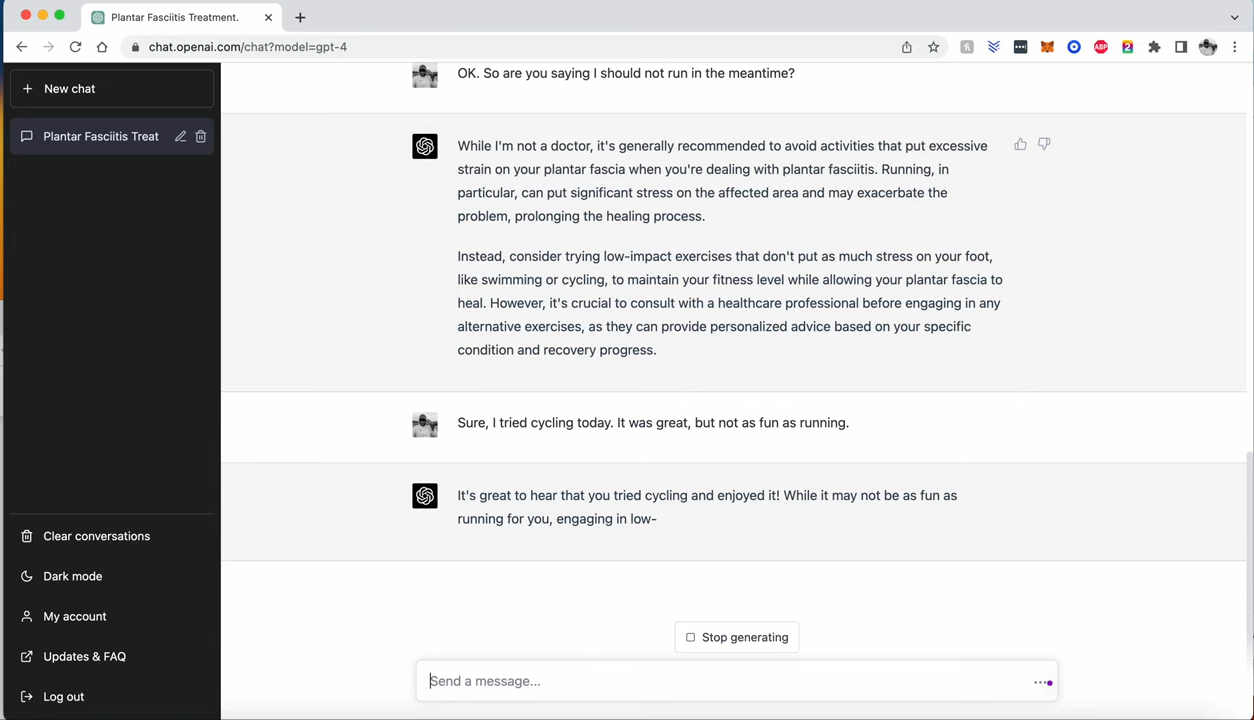 Plantar Fasciitis Treatment.
chat.openai.com/chat?model=gpt-4
ABP
2
New chat
Plantar Fasciitis Treat
OK. So are you saying I should not run in the meantime?
While I'm not a doctor, it's generally recommended to avoid activities that put excessive
strain on your plantar fascia when you're dealing with plantar fasciitis. Running, in
particular, can put significant stress on the affected area and may exacerbate the
problem, prolonging the healing process.
Instead, consider trying low-impact exercises that don't put as much stress on your foot,
like swimming or cycling, to maintain your fitness level while allowing your plantar fascia to
heal. However, it's crucial to consult with a healthcare professional before engaging in any
alternative exercises, as they can provide personalized advice based on your specific
condition and recovery progress.
Sure, I tried cycling today. It was great, but not as fun as running.
It's great to hear that you tried cycling and enjoyed it! While it may not be as fun as
running for you, engaging in low-
Clear conversations
Dark mode
My account
Updates & FAQ
Log out
Stop generating
Send a message...